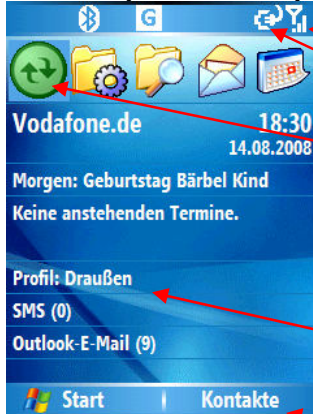 G
Vodafone.de 18:30
14.08.2008
Morgen: Geburtstag Bärbel Kind
Keine anstehenden Termine.
Profil: Draußen
SMS (0)
Outlook-E-Mail (9)
Start Kontakte